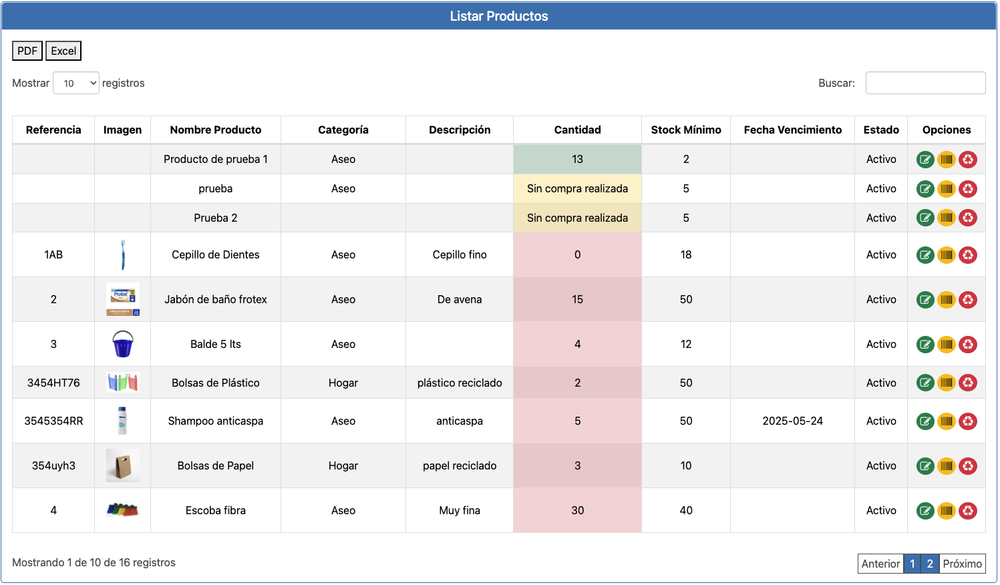 Listar Productos
PDF Excel
Mostrar 10 registros Buscar:
Referencia Imagen Nombre Producto Categoría Descripción Cantidad Stock Mínimo Fecha Vencimiento Estado Opciones
Producto de prueba 1 Aseo 13 2 Activo
prueba Aseo Sin compra realizada 5 Activo
Prueba 2 Sin compra realizada 5 Activo
1AB Cepillo de Dientes Aseo Cepillo fino 0 18 Activo
2 Protex Jabón de baño frotex Aseo De avena 15 50 Activo
3 Balde 5 lts Aseo 4 12 Activo
3454HT76 Bolsas de Plástico Hogar plástico reciclado 2 50 Activo
3545354RR Shampoo anticaspa Aseo anticaspa 5 50 2025-05-24 Activo
354uyh3 Bolsas de Papel Hogar papel reciclado 3 10 Activo
4 Escoba fibra Aseo Muy fina 30 40 Activo
Mostrando 1 de 10 de 16 registros Anterior 1 2 Próximo